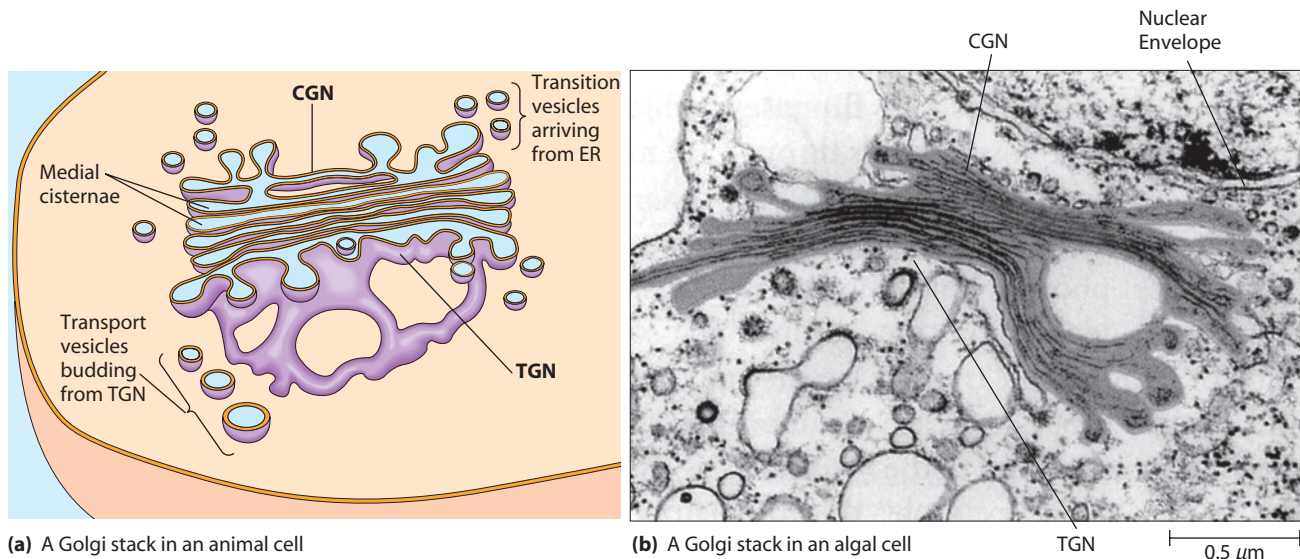 CGN
Transition
vesicles
arriving
from ER
Medial
cisternae
Transport
vesicles
budding
from TGN
TGN
(a) A Golgi stack in an animal cell
CGN
Nuclear
Envelope
TGN
0.5 μm
(b) A Golgi stack in an algal cell